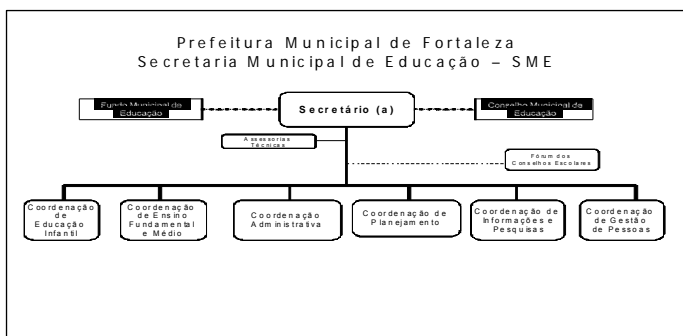 Prefeitura Municipal de Fortaleza
Secretaria Municipal de Educação – SME
Fundo Municipal de
Educação
Secretário (a)
Conselho Municipal de
Educação
Assessorias
Técnicas
Fórum dos
Conselhos Escolares
Coordenação
de
Educação
Infantil
Coordenação
de Ensino
Fundamental
e Médio
Coordenação
Administrativa
Coordenação de
Planejamento
Coordenação de
Informações e
Pesquisas
Coordenação
de Gestão
de Pessoas